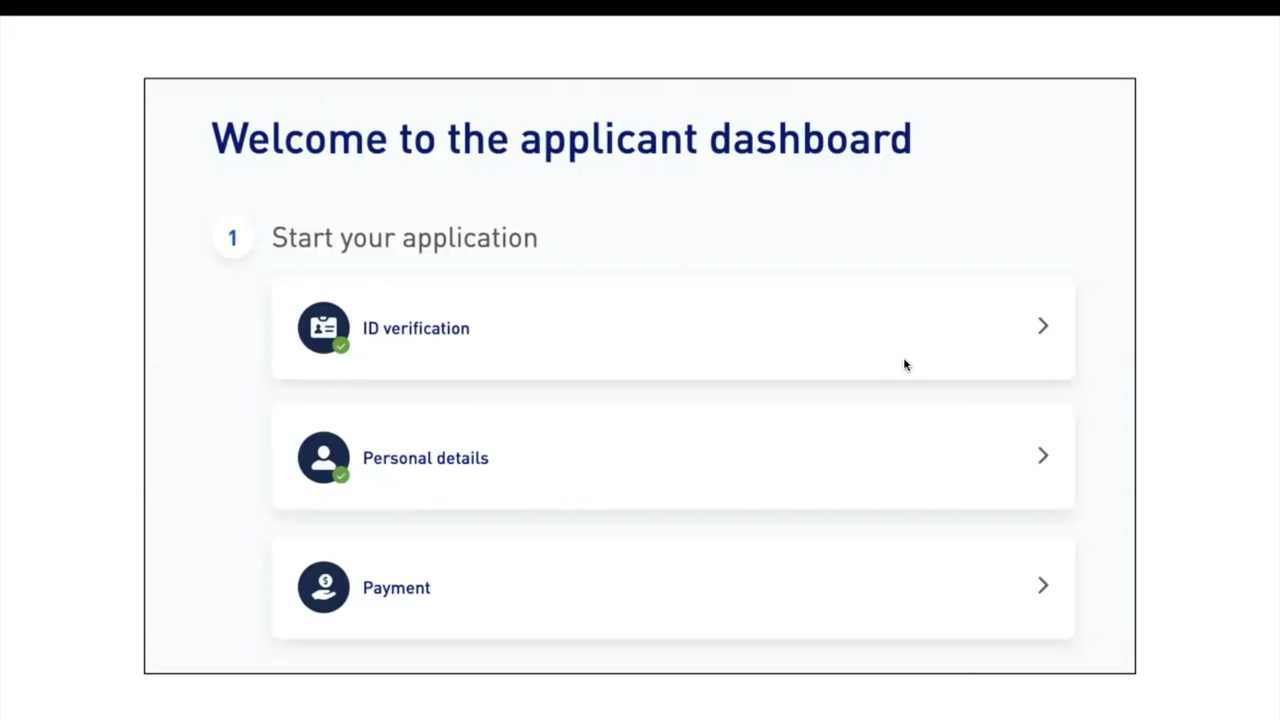 Welcome to the applicant dashboard
1 Start your application
ID verification
Personal details
$
Payment